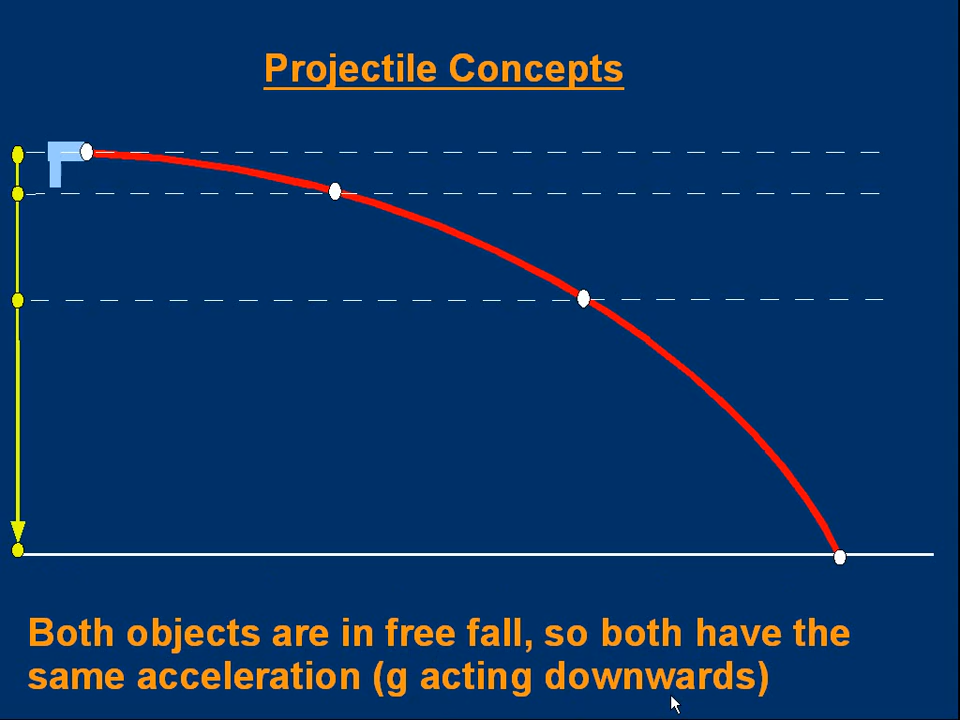 Projectile Concepts
Both objects are in free fall, so both have the
same acceleration (g acting downwards)